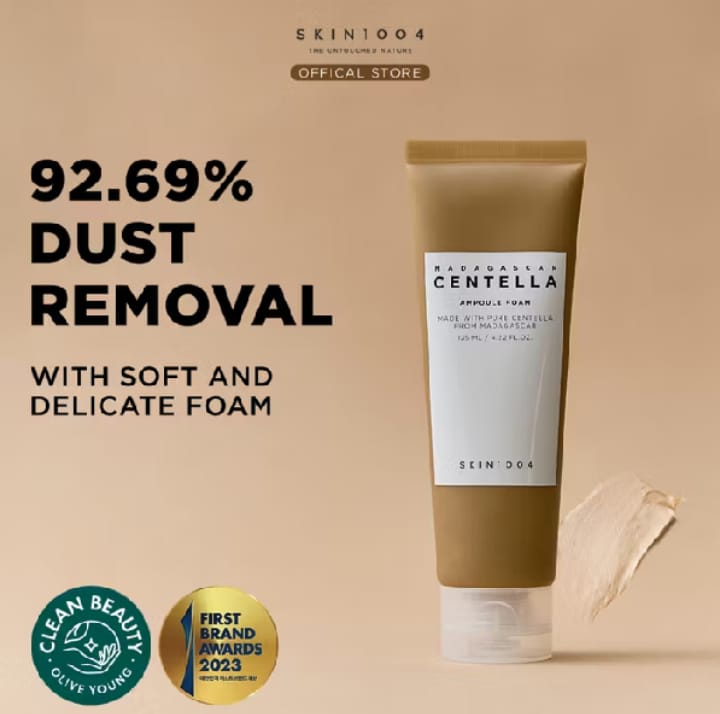 SKIN1004
THE UNTOUCHED NATURE
OFFICAL STORE
92.69%
DUST
REMOVAL
WITH SOFT AND
DELICATE FOAM
MADAGASCAR
CENTELLA
AMPOULE FOAM
MADE WITH PURE CENTELLA
FROM MADAGASCAR
125 ML / 4.22 FL.OZ.
SKIN1004
CLEAN BEAUTY
OLIVE YOUNG
FIRST
BRAND
AWARDS
2023